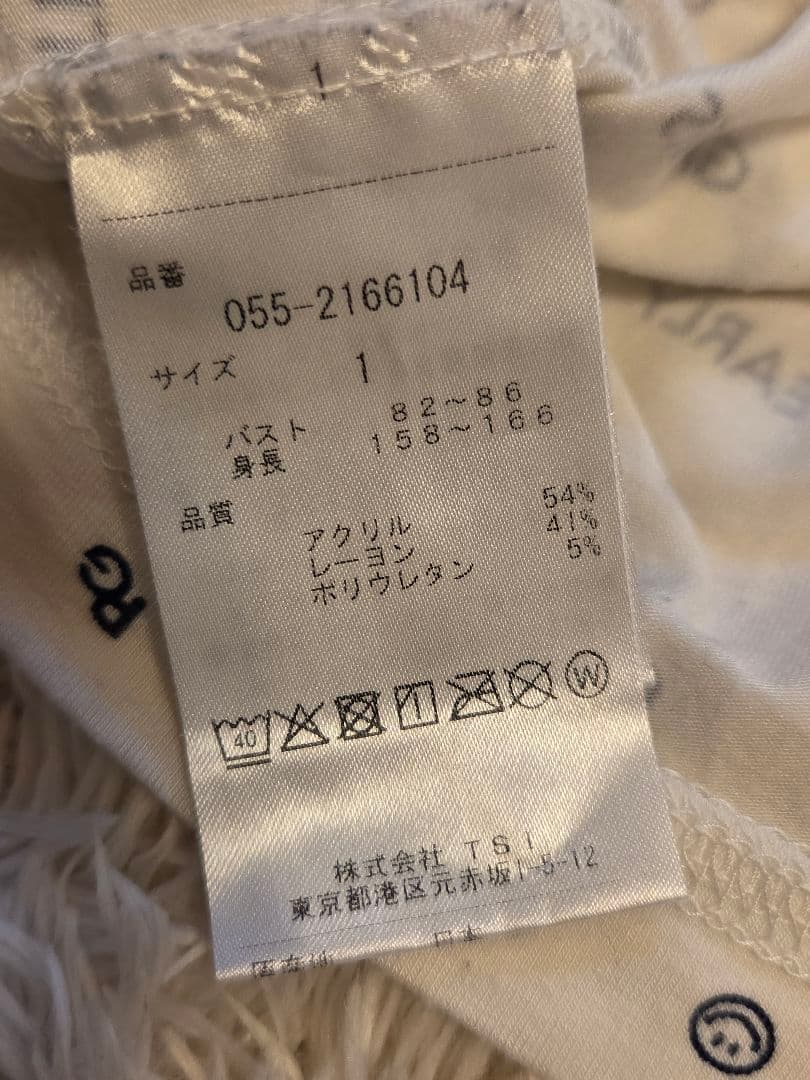 1
品番
055-2166104
サイズ 1
バスト 82～86
身長 158～166
品質
アクリル 54%
レーヨン 41%
ポリウレタン 5%
40
W
株式会社 TSI
東京都港区元赤坂1-5-12
PG